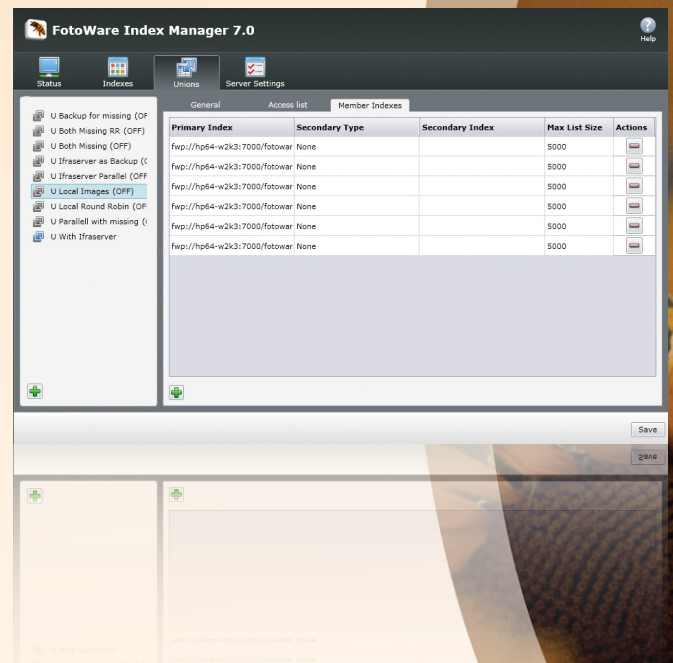 FotoWare Index Manager 7.0
Help
Status Indexes Unions Server Settings
General Access list Member Indexes
U Backup for missing (OF
U Both Missing RR (OFF)
U Both Missing (OFF)
U Ifraserver as Backup (
U Ifraserver Parallel (OFF
U Local Images (OFF)
U Local Round Robin (OF
U Parallell with missing (
U With Ifraserver
Primary Index Secondary Type Secondary Index Max List Size Actions
fwp://hp64-w2k3:7000/fotowar None 5000
fwp://hp64-w2k3:7000/fotowar None 5000
fwp://hp64-w2k3:7000/fotowar None 5000
fwp://hp64-w2k3:7000/fotowar None 5000
fwp://hp64-w2k3:7000/fotowar None 5000
fwp://hp64-w2k3:7000/fotowar None 5000
Save
Save